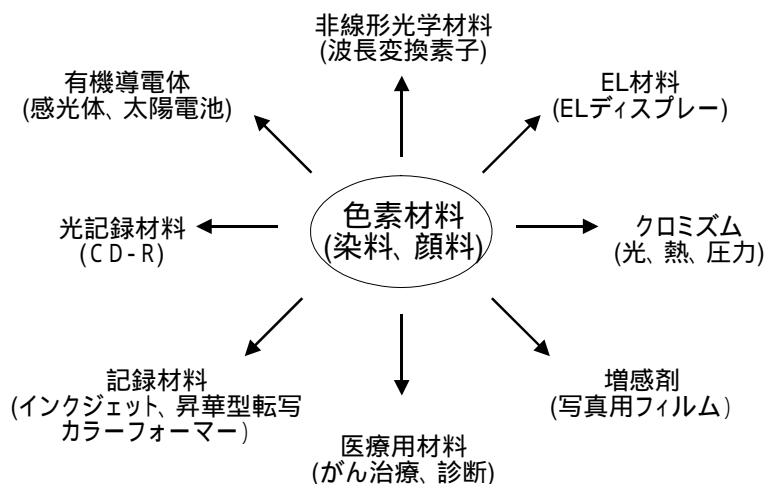 非線形光学材料
(波長変換素子)
有機導電体
(感光体、太陽電池)
EL材料
(ELディスプレー)
色素材料
(染料、顔料)
光記録材料
(CD-R)
クロミズム
(光、熱、圧力)
記録材料
(インクジェット、昇華型転写
カラーフォーマー)
増感剤
(写真用フィルム)
医療用材料
(がん治療、診断)